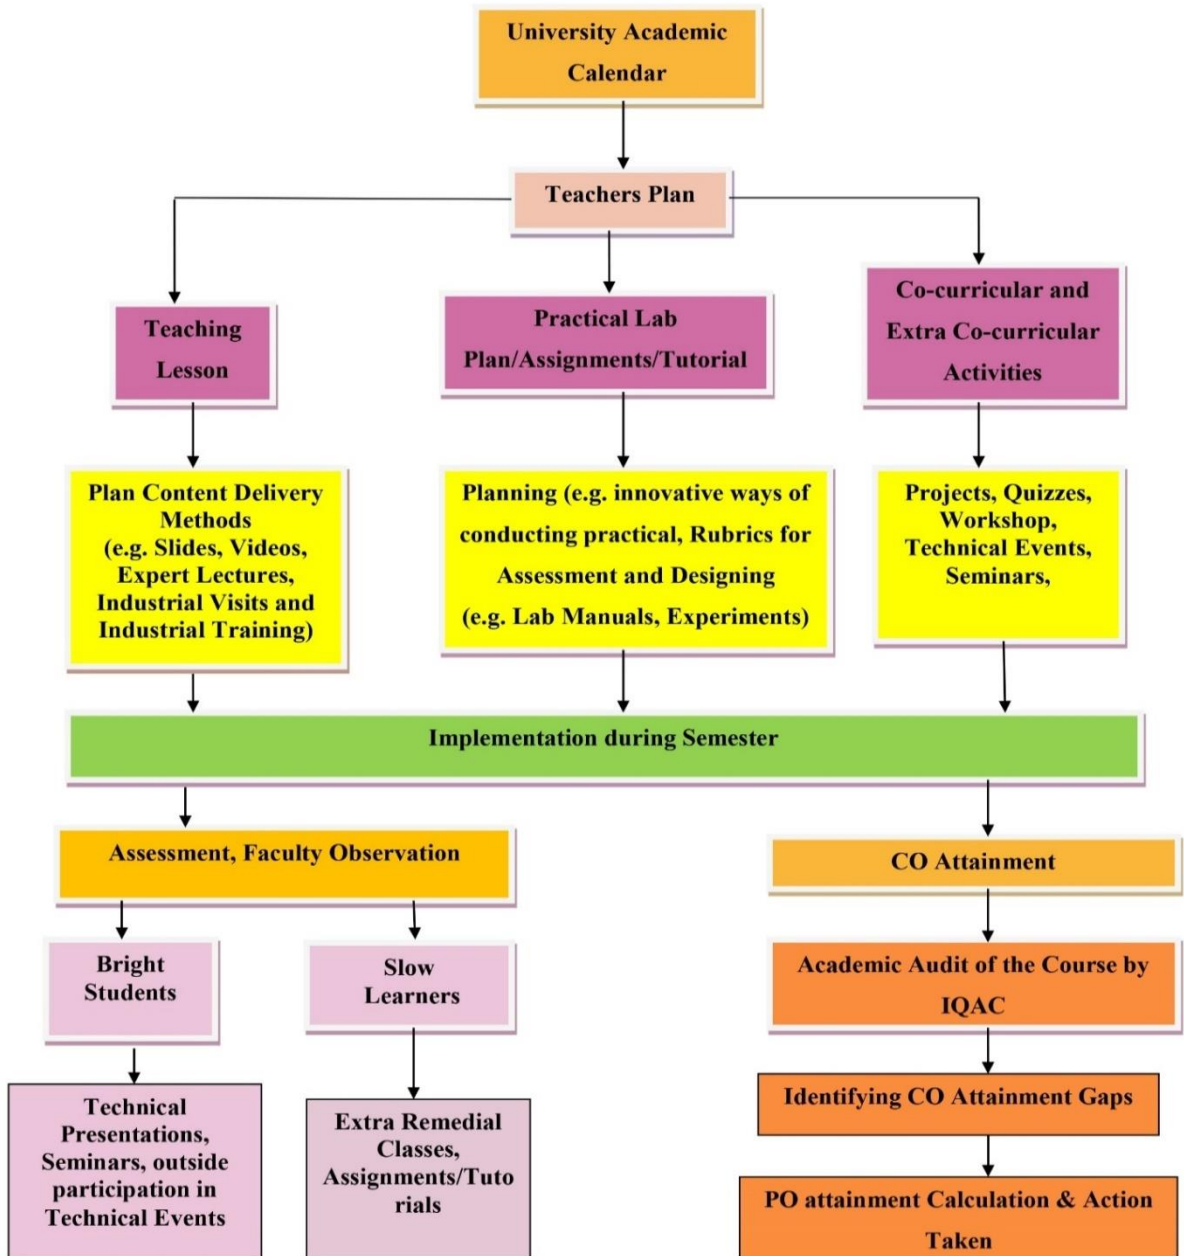 University Academic
Calendar
Teachers Plan
Teaching
Lesson
Practical Lab
Plan/Assignments/Tutorial
Co-curricular and
Extra Co-curricular
Activities
Plan Content Delivery
Methods
(e.g. Slides, Videos,
Expert Lectures,
Industrial Visits and
Industrial Training)
Planning (e.g. innovative ways of
conducting practical, Rubrics for
Assessment and Designing
(e.g. Lab Manuals, Experiments)
Projects, Quizzes,
Workshop,
Technical Events,
Seminars,
Implementation during Semester
Assessment, Faculty Observation
CO Attainment
Bright
Students
Slow
Learners
Academic Audit of the Course by
IQAC
Technical
Presentations,
Seminars, outside
participation in
Technical Events
Extra Remedial
Classes,
Assignments/Tuto
rials
Identifying CO Attainment Gaps
PO attainment Calculation & Action
Taken